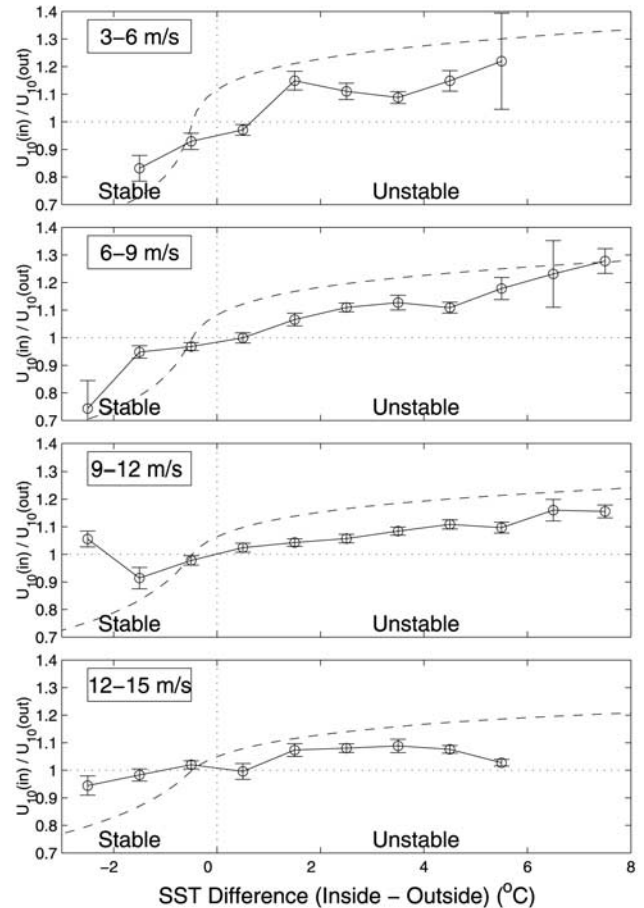 1.4
3−6 m/s
1.3
1.2
1.1
1
0.9
0.8
0.7
U10(in) / U10(out)
Stable
Unstable
1.4
6−9 m/s
1.3
1.2
1.1
1
0.9
0.8
0.7
U10(in) / U10(out)
Stable
Unstable
1.4
9−12 m/s
1.3
1.2
1.1
1
0.9
0.8
0.7
U10(in) / U10(out)
Stable
Unstable
1.4
12−15 m/s
1.3
1.2
1.1
1
0.9
0.8
0.7
U10(in) / U10(out)
Stable
Unstable
−2 0 2 4 6 8
SST Difference (Inside − Outside) (°C)